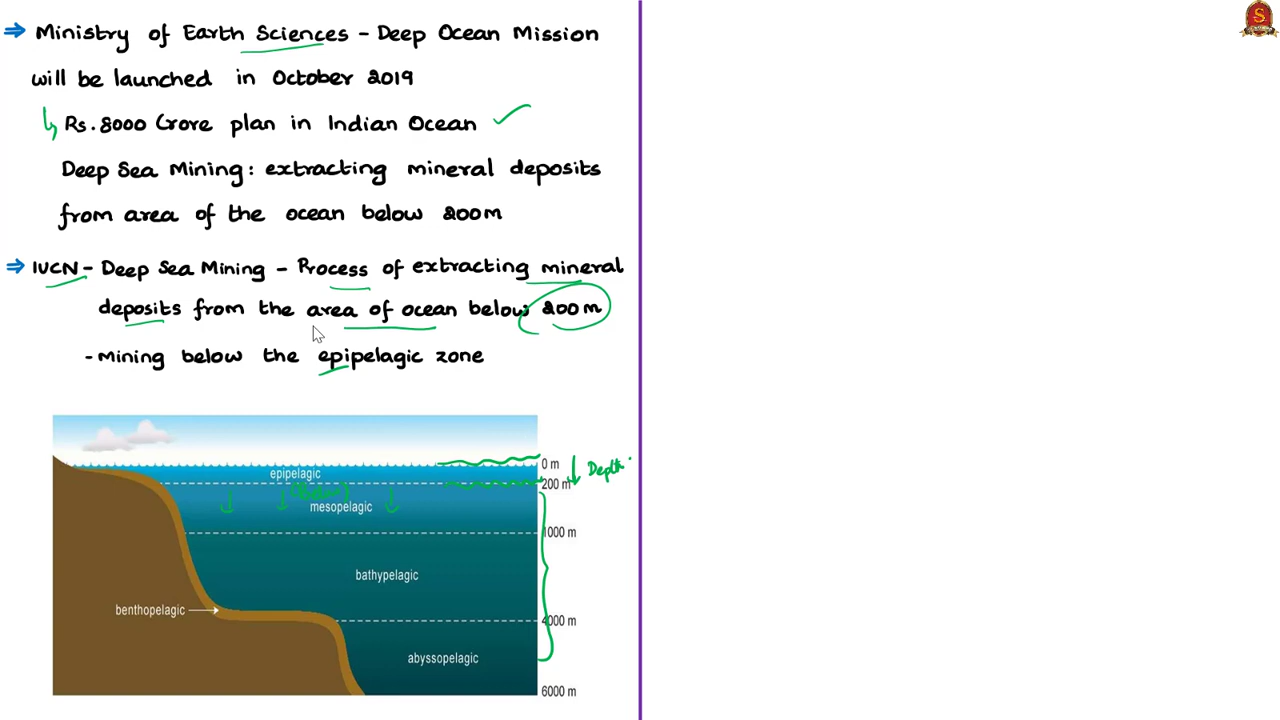 Ministry of Earth Sciences - Deep Ocean Mission
will be launched in October 2019
Rs.8000 Crore plan in Indian Ocean
Deep Sea Mining: extracting mineral deposits
from area of the ocean below 200m
IUCN - Deep Sea Mining - Process of extracting mineral
deposits from the area of ocean below 200m
- Mining below the epipelagic zone
0 m
Depth
epipelagic
200 m
mesopelagic
1000 m
bathypelagic
benthopelagic
4000 m
abyssopelagic
6000 m
S